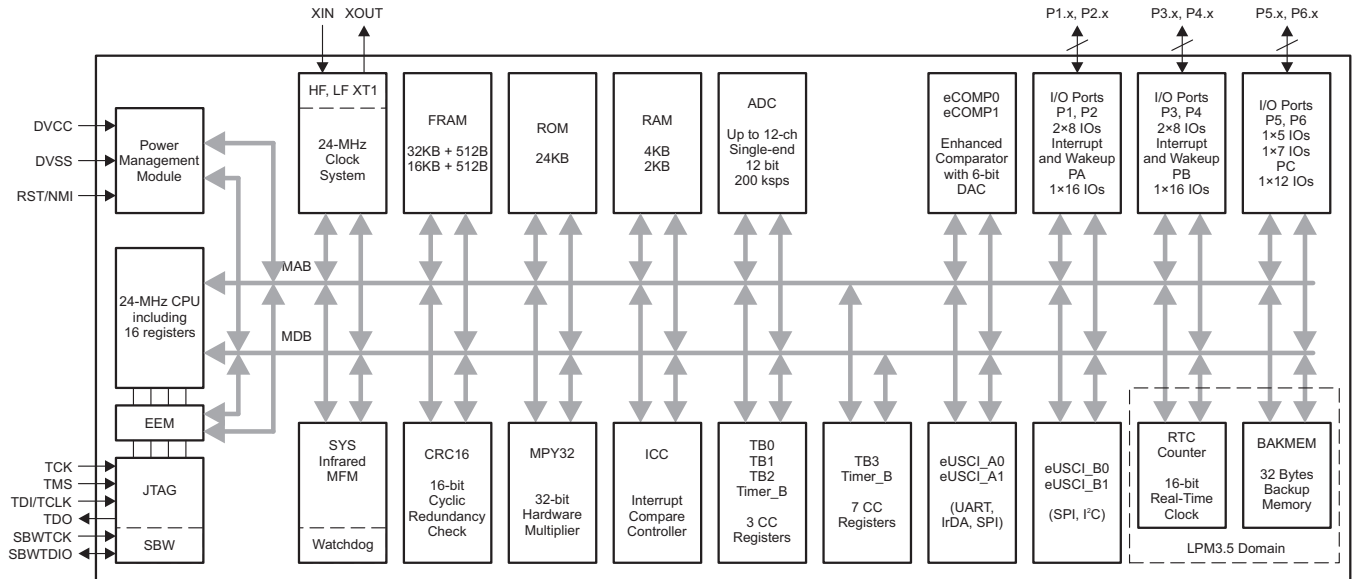 XIN
XOUT
P1.x, P2.x
P3.x, P4.x
P5.x, P6.x
DVCC
DVSS
RST/NMI
Power
Management
Module
HF, LF XT1
24-MHz
Clock
System
FRAM
32KB + 512B
16KB + 512B
ROM
24KB
RAM
4KB
2KB
ADC
Up to 12-ch
Single-end
12 bit
200 ksps
eCOMP0
eCOMP1
Enhanced
Comparator
with 6-bit
DAC
I/O Ports
P1, P2
2×8 IOs
Interrupt
and Wakeup
PA
1×16 IOs
I/O Ports
P3, P4
2×8 IOs
Interrupt
and Wakeup
PB
1×16 IOs
I/O Ports
P5, P6
1×5 IOs
1×7 IOs
PC
1×12 IOs
24-MHz CPU
including
16 registers
MAB
MDB
EEM
TCK
TMS
TDI/TCLK
TDO
SBWTCK
SBWTDIO
JTAG
SBW
SYS
Infrared
MFM
Watchdog
CRC16
16-bit
Cyclic
Redundancy
Check
MPY32
32-bit
Hardware
Multiplier
ICC
Interrupt
Compare
Controller
TB0
TB1
TB2
Timer_B
3 CC
Registers
TB3
Timer_B
7 CC
Registers
eUSCI_A0
eUSCI_A1
(UART,
IrDA, SPI)
eUSCI_B0
eUSCI_B1
(SPI, I²C)
RTC
Counter
16-bit
Real-Time
Clock
BAKMEM
32 Bytes
Backup
Memory
LPM3.5 Domain